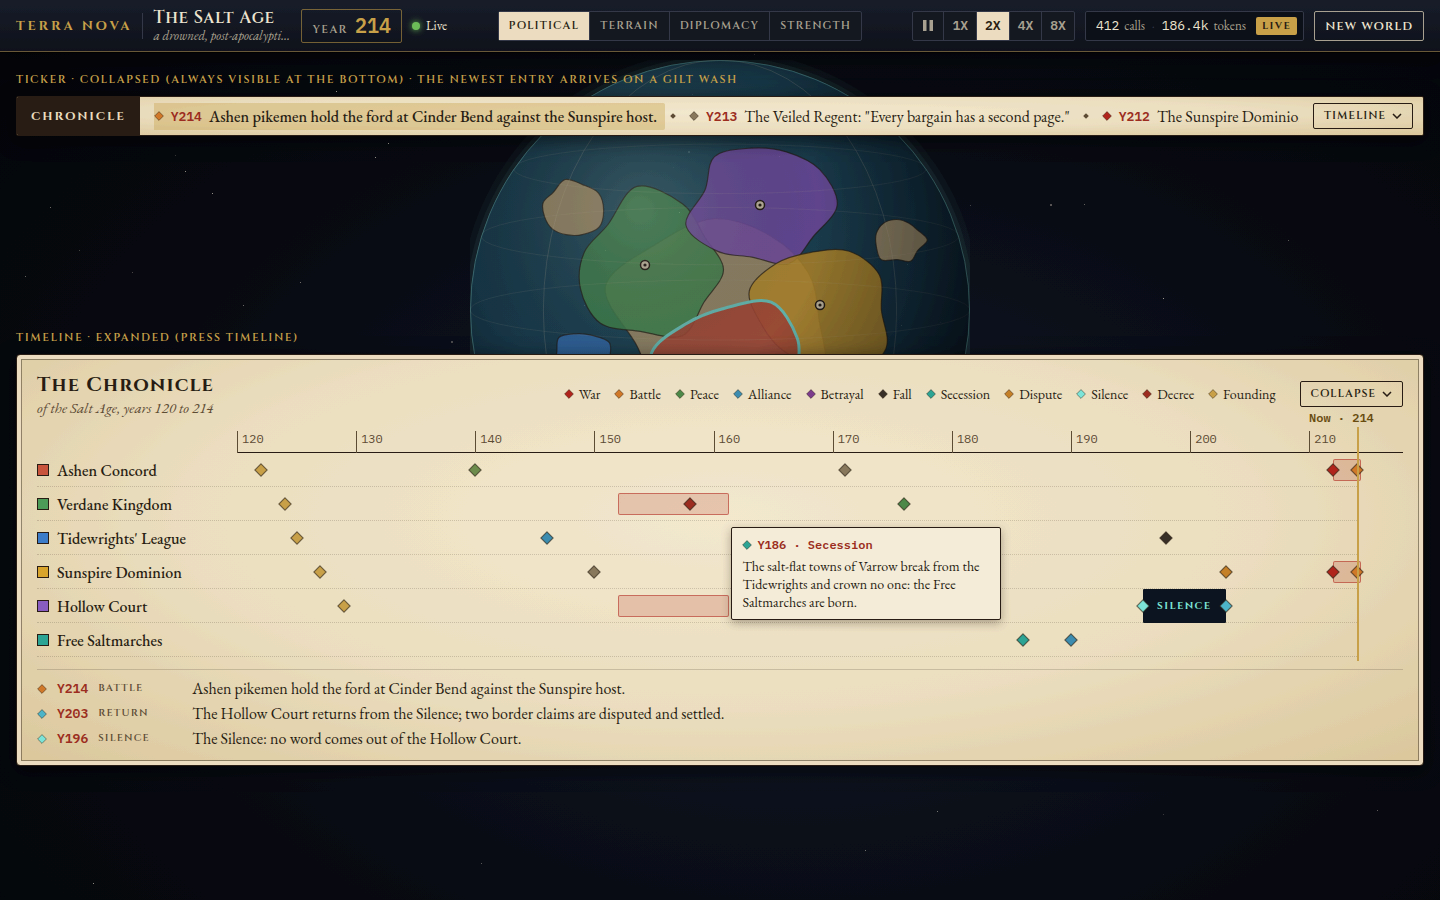 TERRA NOVA
THE SALT AGE
a drowned, post-apocalypti...
YEAR 214
Live
POLITICAL TERRAIN DIPLOMACY STRENGTH
1X 2X 4X 8X
412 calls · 186.4k tokens LIVE
NEW WORLD
TICKER · COLLAPSED (ALWAYS VISIBLE AT THE BOTTOM) · THE NEWEST ENTRY ARRIVES ON A GILT WASH
CHRONICLE
Y214 Ashen pikemen hold the ford at Cinder Bend against the Sunspire host.
Y213 The Veiled Regent: "Every bargain has a second page."
Y212 The Sunspire Dominio
TIMELINE
TIMELINE · EXPANDED (PRESS TIMELINE)
THE CHRONICLE
of the Salt Age, years 120 to 214
War Battle Peace Alliance Betrayal Fall Secession Dispute Silence Decree Founding
COLLAPSE
Now · 214
120 130 140 150 160 170 180 190 200 210
Ashen Concord
Verdane Kingdom
Tidewrights' League
Sunspire Dominion
Hollow Court
Free Saltmarches
Y186 · Secession
The salt-flat towns of Varrow break from the
Tidewrights and crown no one: the Free
Saltmarches are born.
SILENCE
Y214 BATTLE Ashen pikemen hold the ford at Cinder Bend against the Sunspire host.
Y203 RETURN The Hollow Court returns from the Silence; two border claims are disputed and settled.
Y196 SILENCE The Silence: no word comes out of the Hollow Court.